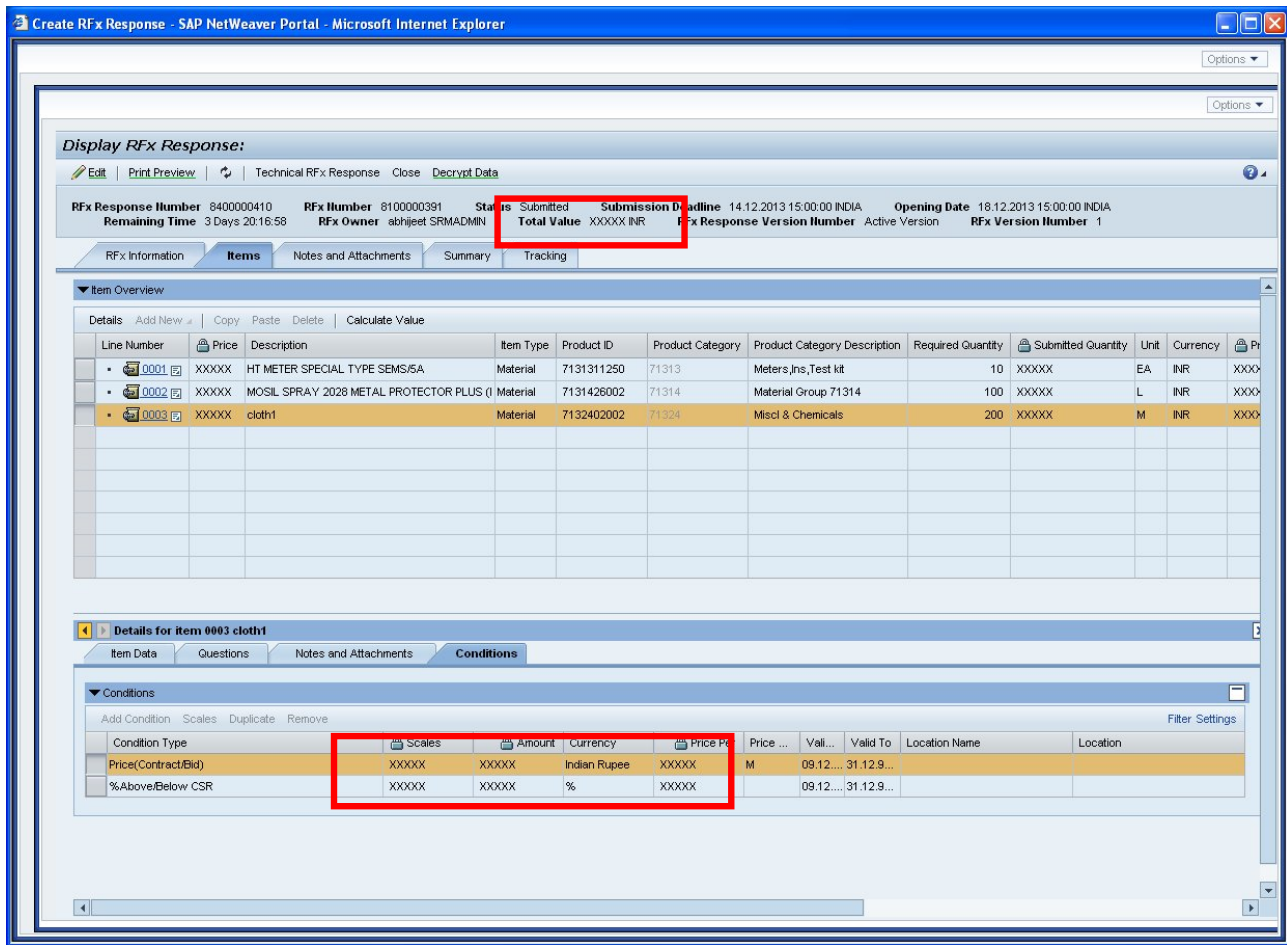 Create RFx Response - SAP NetWeaver Portal - Microsoft Internet Explorer
Options
Options
Display RFx Response:
Edit | Print Preview | Technical RFx Response Close Decrypt Data
RFx Response Number 8400000410 RFx Number 8100000391 Status Submitted Submission Deadline 14.12.2013 15:00:00 INDIA Opening Date 18.12.2013 15:00:00 INDIA
Remaining Time 3 Days 20:16:58 RFx Owner abhijeet SRMADMIN Total Value XXXXX INR RFx Response Version Number Active Version RFx Version Number 1
RFx Information Items Notes and Attachments Summary Tracking
Item Overview
Details Add New | Copy Paste Delete | Calculate Value
Line Number Price Description Item Type Product ID Product Category Product Category Description Required Quantity Submitted Quantity Unit Currency Pr
0001 XXXXX HT METER SPECIAL TYPE SEMS/5A Material 7131311250 71313 Meters,Ins,Test kit 10 XXXXX EA INR XXXX
0002 XXXXX MOSIL SPRAY 2028 METAL PROTECTOR PLUS (I Material 7131426002 71314 Material Group 71314 100 XXXXX L INR XXXX
0003 XXXXX cloth1 Material 7132402002 71324 Miscl & Chemicals 200 XXXXX M INR XXXX
Details for item 0003 cloth1
Item Data Questions Notes and Attachments Conditions
Conditions
Add Condition Scales Duplicate Remove Filter Settings
Condition Type Scales Amount Currency Price Per Price ... Vali... Valid To Location Name Location
Price(Contract/Bid) XXXXX XXXXX Indian Rupee XXXXX M 09.12.... 31.12.9...
%Above/Below CSR XXXXX XXXXX % XXXXX 09.12.... 31.12.9...